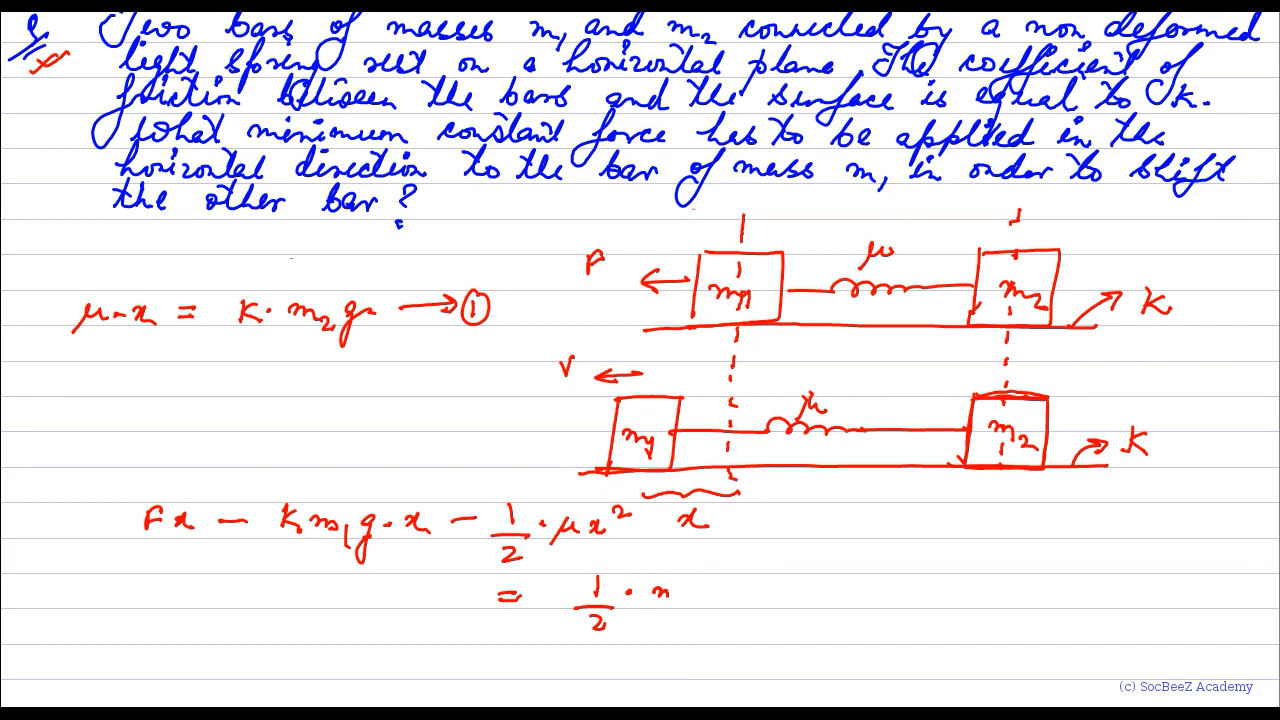 Q Two bars of masses m₁ and m₂ connected by a non deformed
light spring rest on a horizontal plane. The coefficient of
friction between the bars and the surface is equal to K.
What minimum constant force has to be applied in the
horizontal direction to the bar of mass m₁ in order to shift
the other bar?
F m₁ μ m₂ K
μ·x = K·m₂g → ①
V m₁ μ m₂ K
Fx - Km₁g·x - 1/2·μx² x
= 1/2·m
(c) SocBeeZ Academy